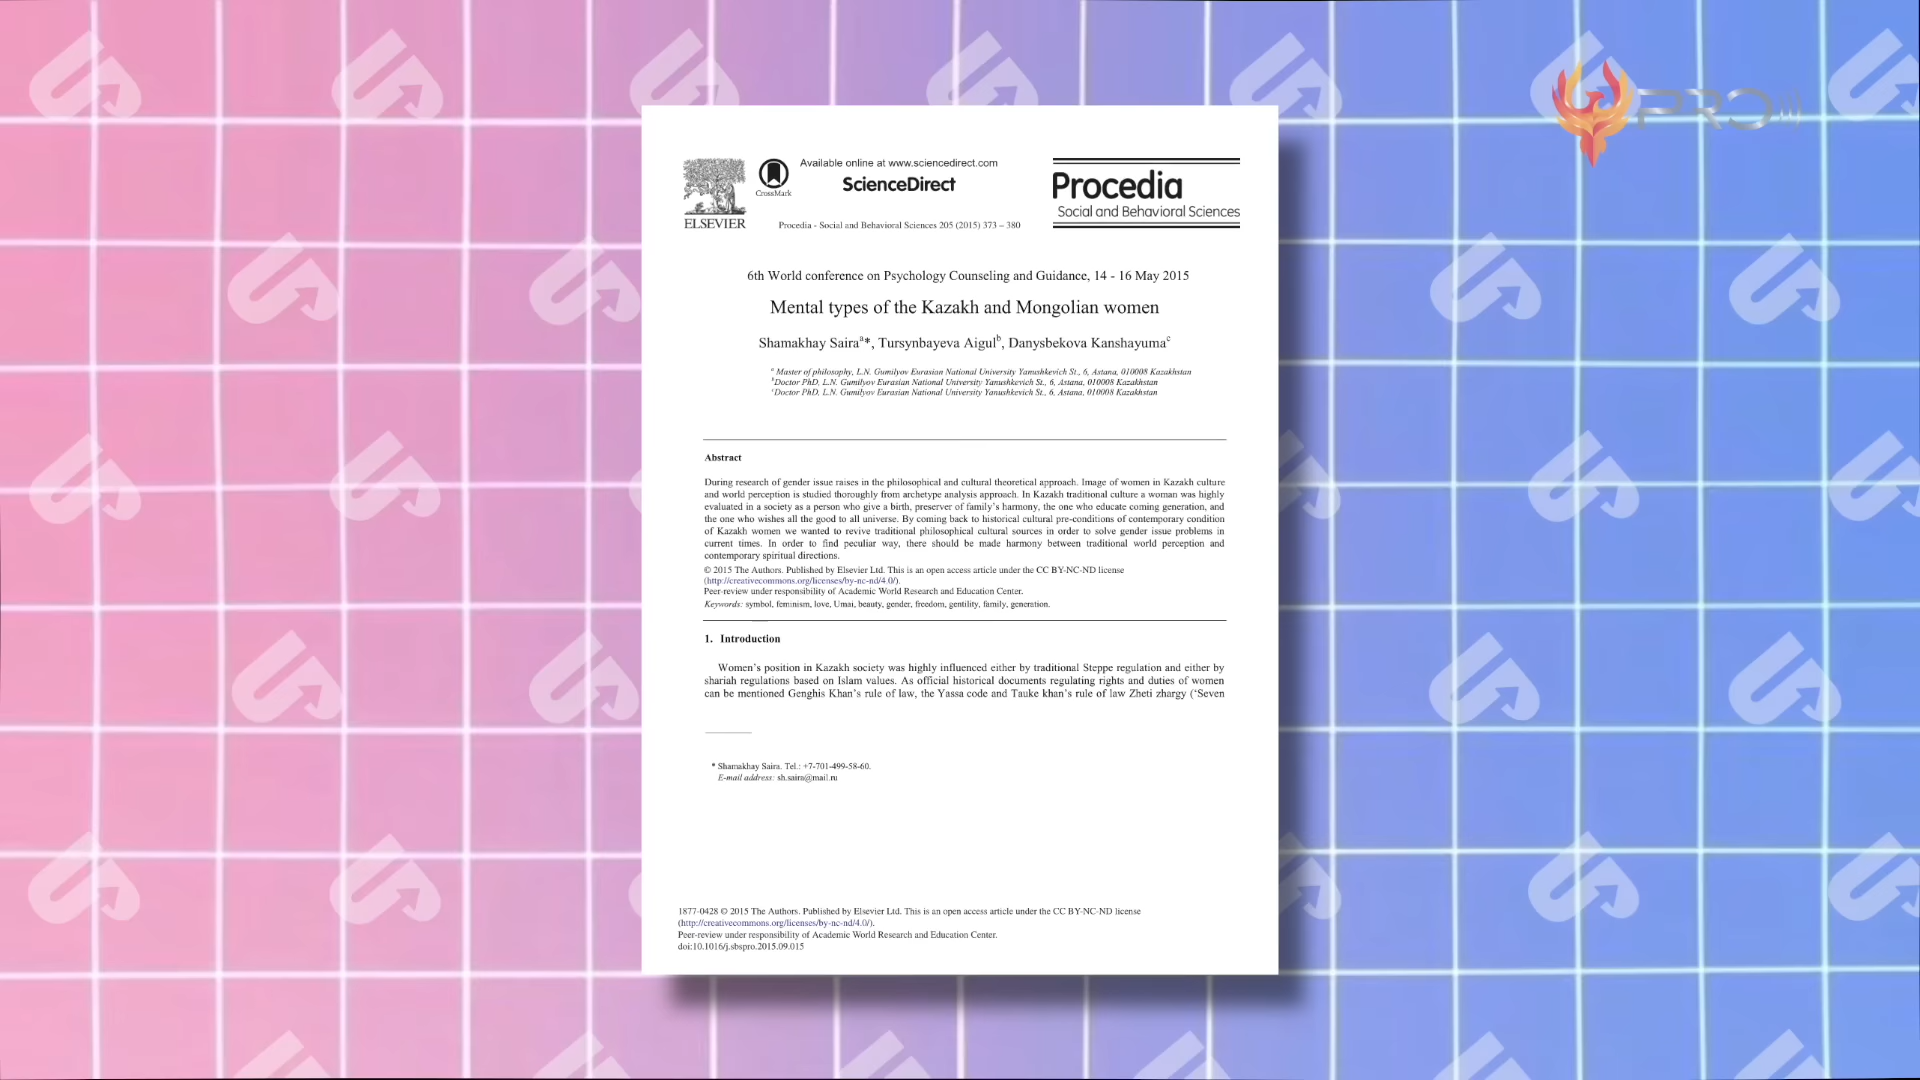 PRO
ELSEVIER
CrossMark
Available online at www.sciencedirect.com
ScienceDirect
Procedia - Social and Behavioral Sciences 205 (2015) 373 – 380
Procedia
Social and Behavioral Sciences
6th World conference on Psychology Counseling and Guidance, 14 - 16 May 2015
Mental types of the Kazakh and Mongolian women
Shamakhay Sairaa*, Tursynbayeva Aigulb, Danysbekova Kanshayumac
a Master of philosophy, L.N. Gumilyov Eurasian National University Yanushkevich St., 6, Astana, 010008 Kazakhstan
bDoctor PhD, L.N. Gumilyov Eurasian National University Yanushkevich St., 6, Astana, 010008 Kazakhstan
cDoctor PhD, L.N. Gumilyov Eurasian National University Yanushkevich St., 6, Astana, 010008 Kazakhstan
Abstract
During research of gender issue raises in the philosophical and cultural theoretical approach. Image of women in Kazakh culture
and world perception is studied thoroughly from archetype analysis approach. In Kazakh traditional culture a woman was highly
evaluated in a society as a person who give a birth, preserver of family's harmony, the one who educate coming generation, and
the one who wishes all the good to all universe. By coming back to historical cultural pre-conditions of contemporary condition
of Kazakh women we wanted to revive traditional philosophical cultural sources in order to solve gender issue problems in
current times. In order to find peculiar way, there should be made harmony between traditional world perception and
contemporary spiritual directions.
© 2015 The Authors. Published by Elsevier Ltd. This is an open access article under the CC BY-NC-ND license
(http://creativecommons.org/licenses/by-nc-nd/4.0/).
Peer-review under responsibility of Academic World Research and Education Center.
Keywords: symbol, feminism, love, Umai, beauty, gender, freedom, gentility, family, generation.
1. Introduction
Women's position in Kazakh society was highly influenced either by traditional Steppe regulation and either by
shariah regulations based on Islam values. As official historical documents regulating rights and duties of women
can be mentioned Genghis Khan's rule of law, the Yassa code and Tauke khan's rule of law Zheti zhargy ('Seven
* Shamakhay Saira. Tel.: +7-701-499-58-60.
E-mail address: sh.saira@mail.ru
1877-0428 © 2015 The Authors. Published by Elsevier Ltd. This is an open access article under the CC BY-NC-ND license
(http://creativecommons.org/licenses/by-nc-nd/4.0/).
Peer-review under responsibility of Academic World Research and Education Center.
doi:10.1016/j.sbspro.2015.09.015